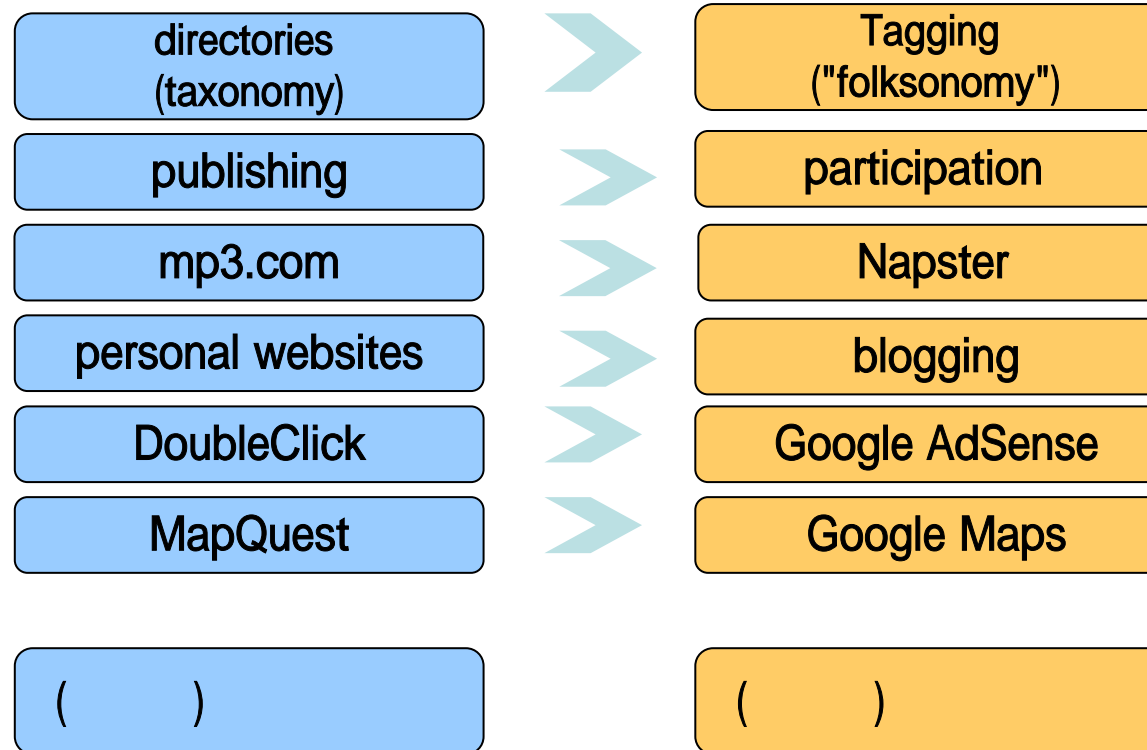 directories
(taxonomy)
Tagging
("folksonomy")
publishing
participation
mp3.com
Napster
personal websites
blogging
DoubleClick
Google AdSense
MapQuest
Google Maps
( )
( )